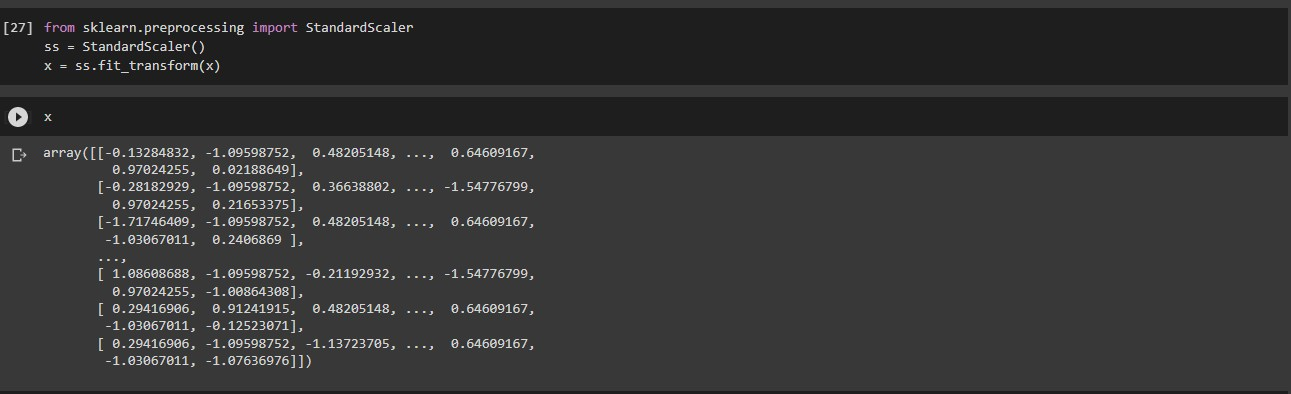 [27] from sklearn.preprocessing import StandardScaler
ss = StandardScaler()
x = ss.fit_transform(x)
x
array([[-0.13284832, -1.09598752,  0.48205148, ...,  0.64609167,
         0.97024255,  0.02188649],
       [-0.28182929, -1.09598752,  0.36638802, ..., -1.54776799,
         0.97024255,  0.21653375],
       [-1.71746409, -1.09598752,  0.48205148, ...,  0.64609167,
        -1.03067011,  0.2406869 ],
       ...,
       [ 1.08608688, -1.09598752, -0.21192932, ..., -1.54776799,
         0.97024255, -1.00864308],
       [ 0.29416906,  0.91241915,  0.48205148, ...,  0.64609167,
        -1.03067011, -0.12523071],
       [ 0.29416906, -1.09598752, -1.13723705, ...,  0.64609167,
        -1.03067011, -1.07636976]])